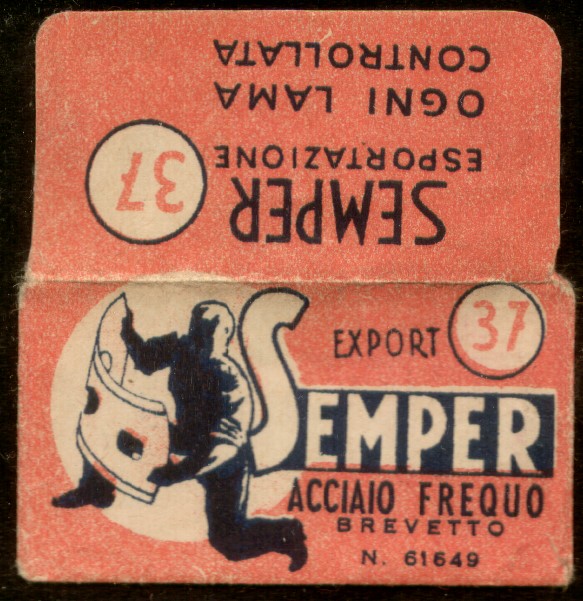 SEMPER
ESPORTAZIONE
37
OGNI LAMA
CONTROLLATA
EXPORT 37
SEMPER
ACCIAIO FREQUO
BREVETTO
N. 61649